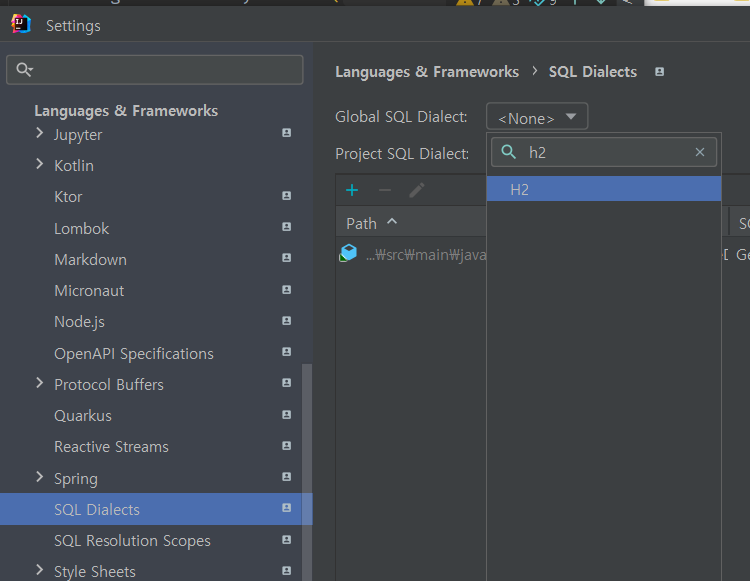 Settings
Languages & Frameworks
Jupyter
Kotlin
Ktor
Lombok
Markdown
Micronaut
Node.js
OpenAPI Specifications
Protocol Buffers
Quarkus
Reactive Streams
Spring
SQL Dialects
SQL Resolution Scopes
Style Sheets
Languages & Frameworks > SQL Dialects
Global SQL Dialect: <None>
Project SQL Dialect:
h2
H2
Path
...₩src₩main₩java